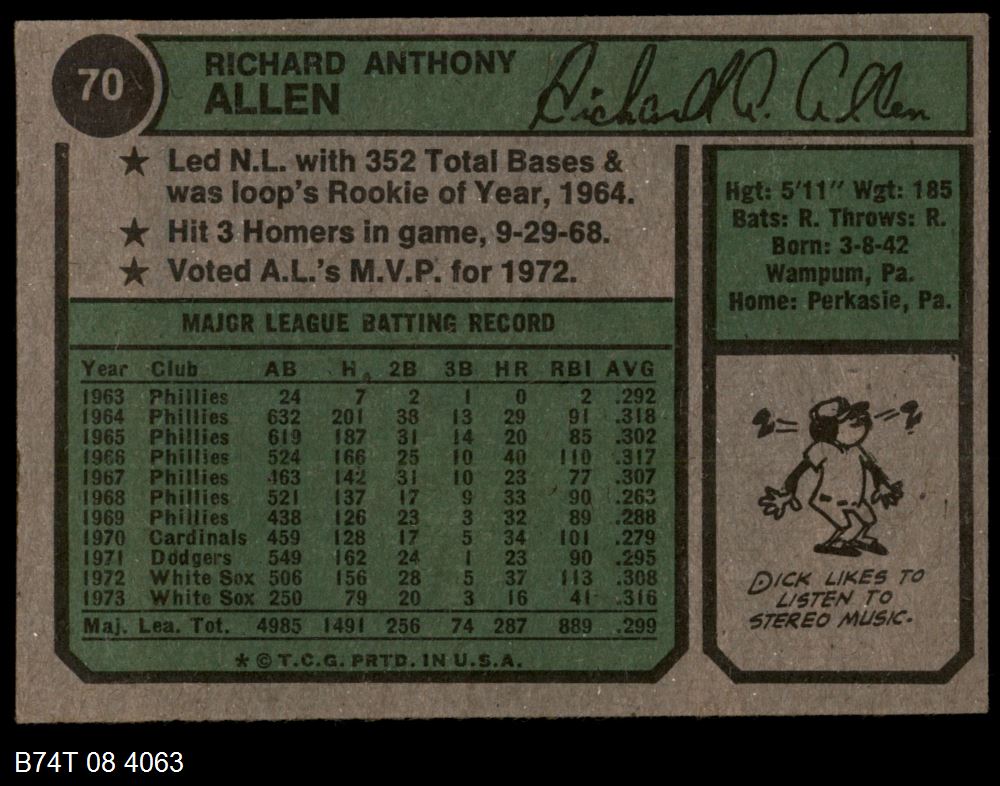 70
RICHARD ANTHONY
ALLEN
Richard A. Allen
★ Led N.L. with 352 Total Bases &
was loop's Rookie of Year, 1964.
★ Hit 3 Homers in game, 9-29-68.
★ Voted A.L.'s M.V.P. for 1972.
Hgt: 5'11" Wgt: 185
Bats: R. Throws: R.
Born: 3-8-42
Wampum, Pa.
Home: Perkasie, Pa.
MAJOR LEAGUE BATTING RECORD
Year Club AB H 2B 3B HR RBI AVG
1963 Phillies 24 7 2 1 0 2 .292
1964 Phillies 632 201 38 13 29 91 .318
1965 Phillies 619 187 31 14 20 85 .302
1966 Phillies 524 166 25 10 40 110 .317
1967 Phillies 463 142 31 10 23 77 .307
1968 Phillies 521 137 17 9 33 90 .263
1969 Phillies 438 126 23 3 32 89 .288
1970 Cardinals 459 128 17 5 34 101 .279
1971 Dodgers 549 162 24 1 23 90 .295
1972 White Sox 506 156 28 5 37 113 .308
1973 White Sox 250 79 20 3 16 41 .316
Maj. Lea. Tot. 4985 1491 256 74 287 889 .299
* © T.C.G. PRTD. IN U.S.A.
DICK LIKES TO
LISTEN TO
STEREO MUSIC.
B74T 08 4063